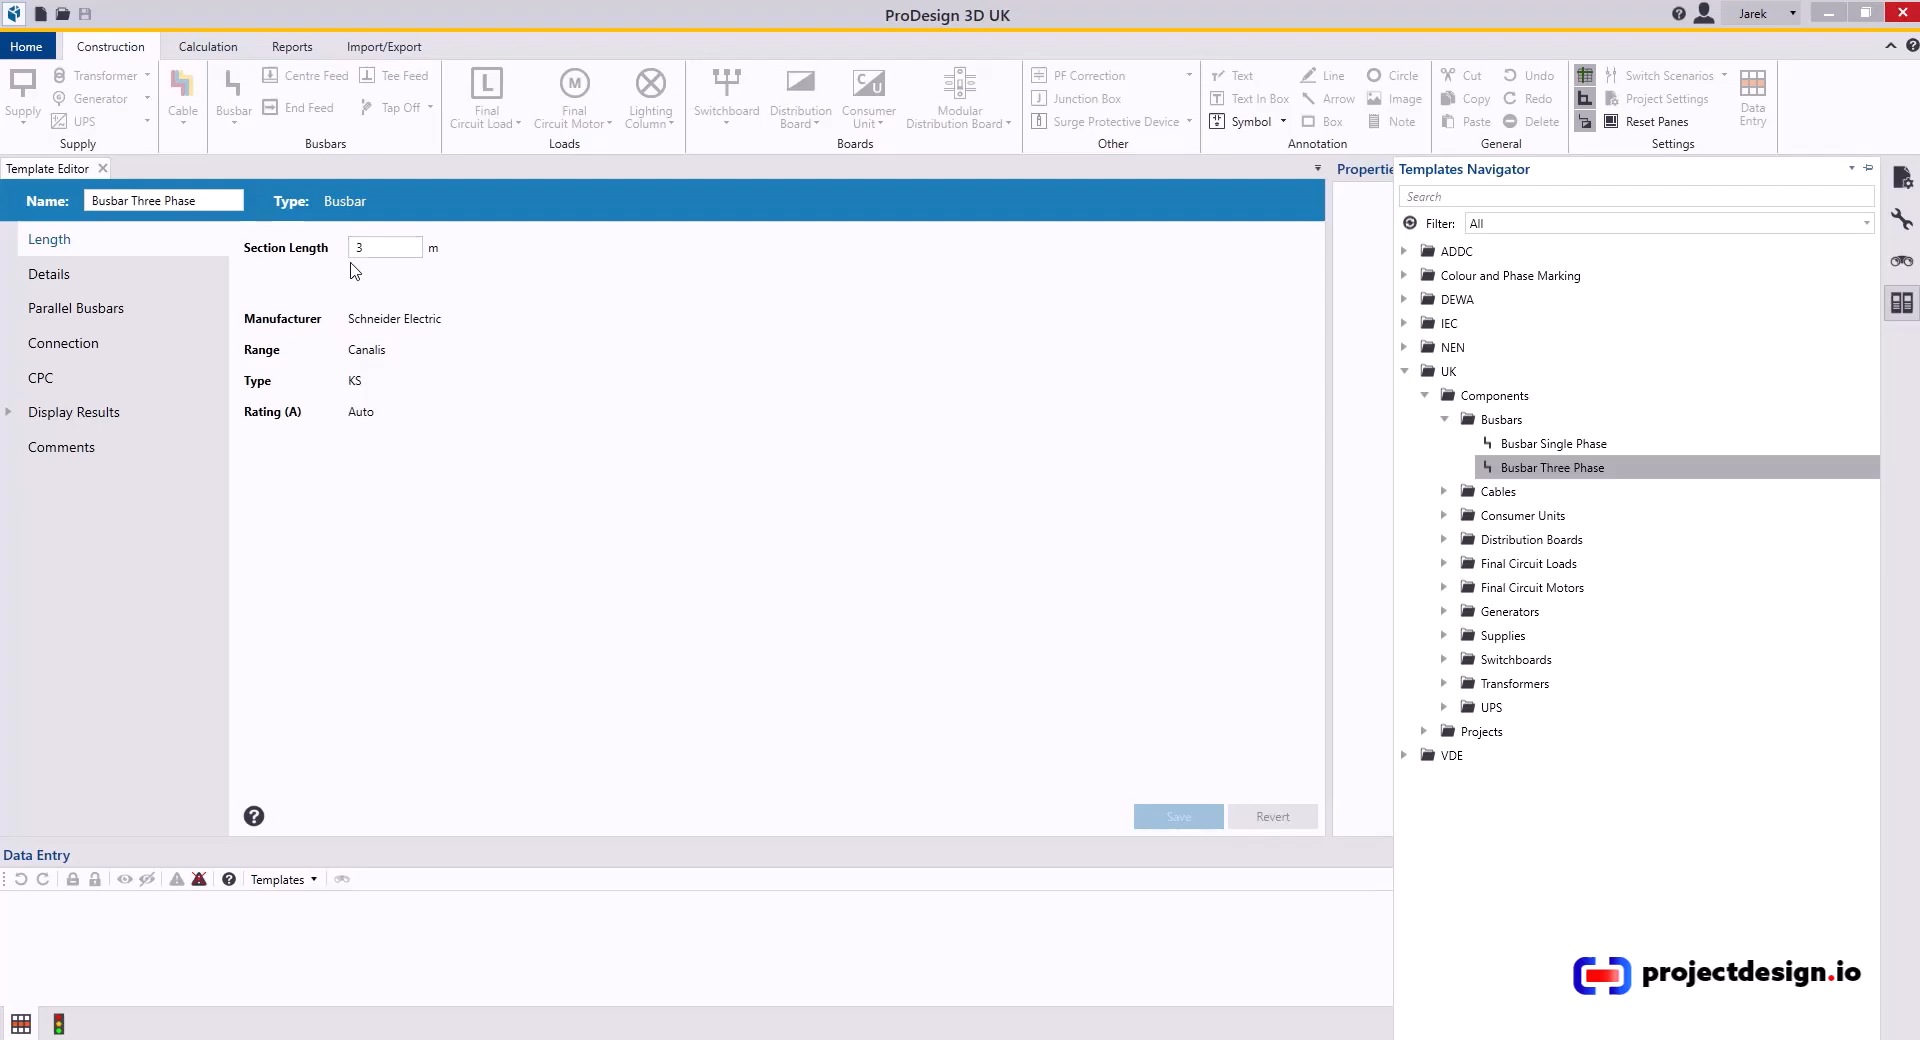 ProDesign 3D UK
Jarek
Home
Construction
Calculation
Reports
Import/Export
Supply
Transformer
Generator
UPS
Supply
Cable
Busbar
Centre Feed
Tee Feed
End Feed
Tap Off
Busbars
Final
Circuit Load
Final
Circuit Motor
Lighting
Column
Loads
Switchboard
Distribution
Board
Consumer
Unit
Modular
Distribution Board
Boards
PF Correction
Junction Box
Surge Protective Device
Other
Text
Text In Box
Symbol
Line
Arrow
Box
Circle
Image
Note
Annotation
Cut
Copy
Paste
Undo
Redo
Delete
General
Switch Scenarios
Project Settings
Reset Panes
Data
Entry
Settings
Template Editor
Name:
Busbar Three Phase
Type:
Busbar
Length
Details
Parallel Busbars
Connection
CPC
Display Results
Comments
Section Length
3
m
Manufacturer
Schneider Electric
Range
Canalis
Type
KS
Rating (A)
Auto
Save
Revert
Data Entry
Templates
Propertie
Templates Navigator
Search
Filter:
All
ADDC
Colour and Phase Marking
DEWA
IEC
NEN
UK
Components
Busbars
Busbar Single Phase
Busbar Three Phase
Cables
Consumer Units
Distribution Boards
Final Circuit Loads
Final Circuit Motors
Generators
Supplies
Switchboards
Transformers
UPS
Projects
VDE
projectdesign.io